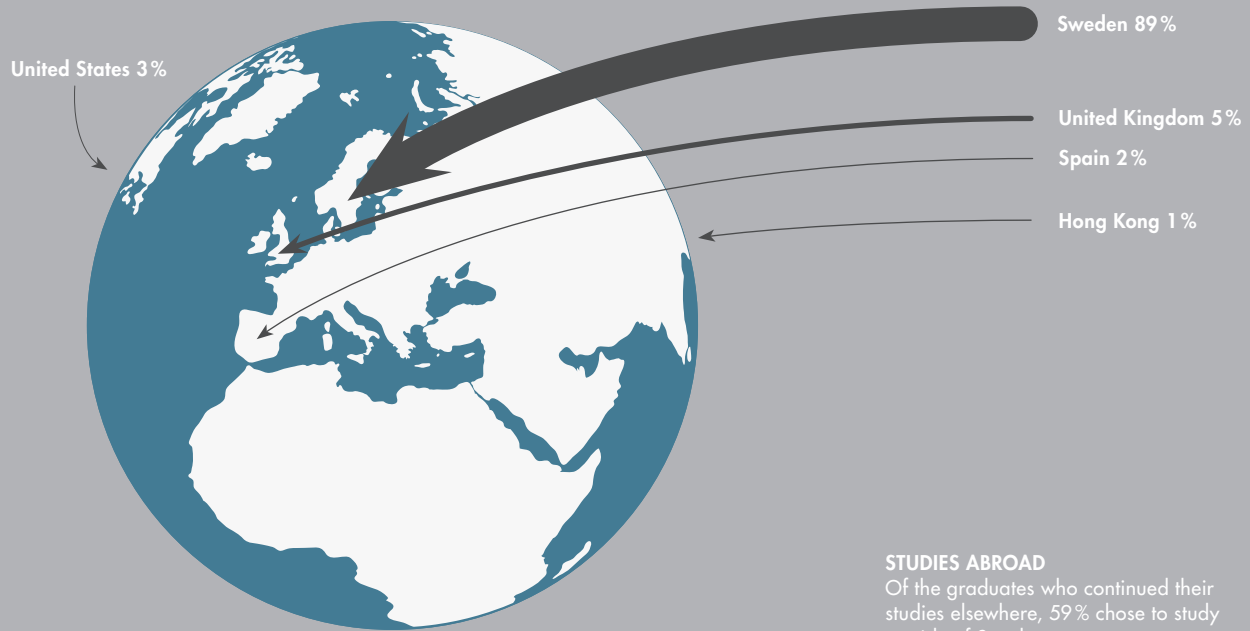 Sweden 89%
United States 3%
United Kingdom 5%
Spain 2%
Hong Kong 1%
STUDIES ABROAD
Of the graduates who continued their
studies elsewhere, 59% chose to study